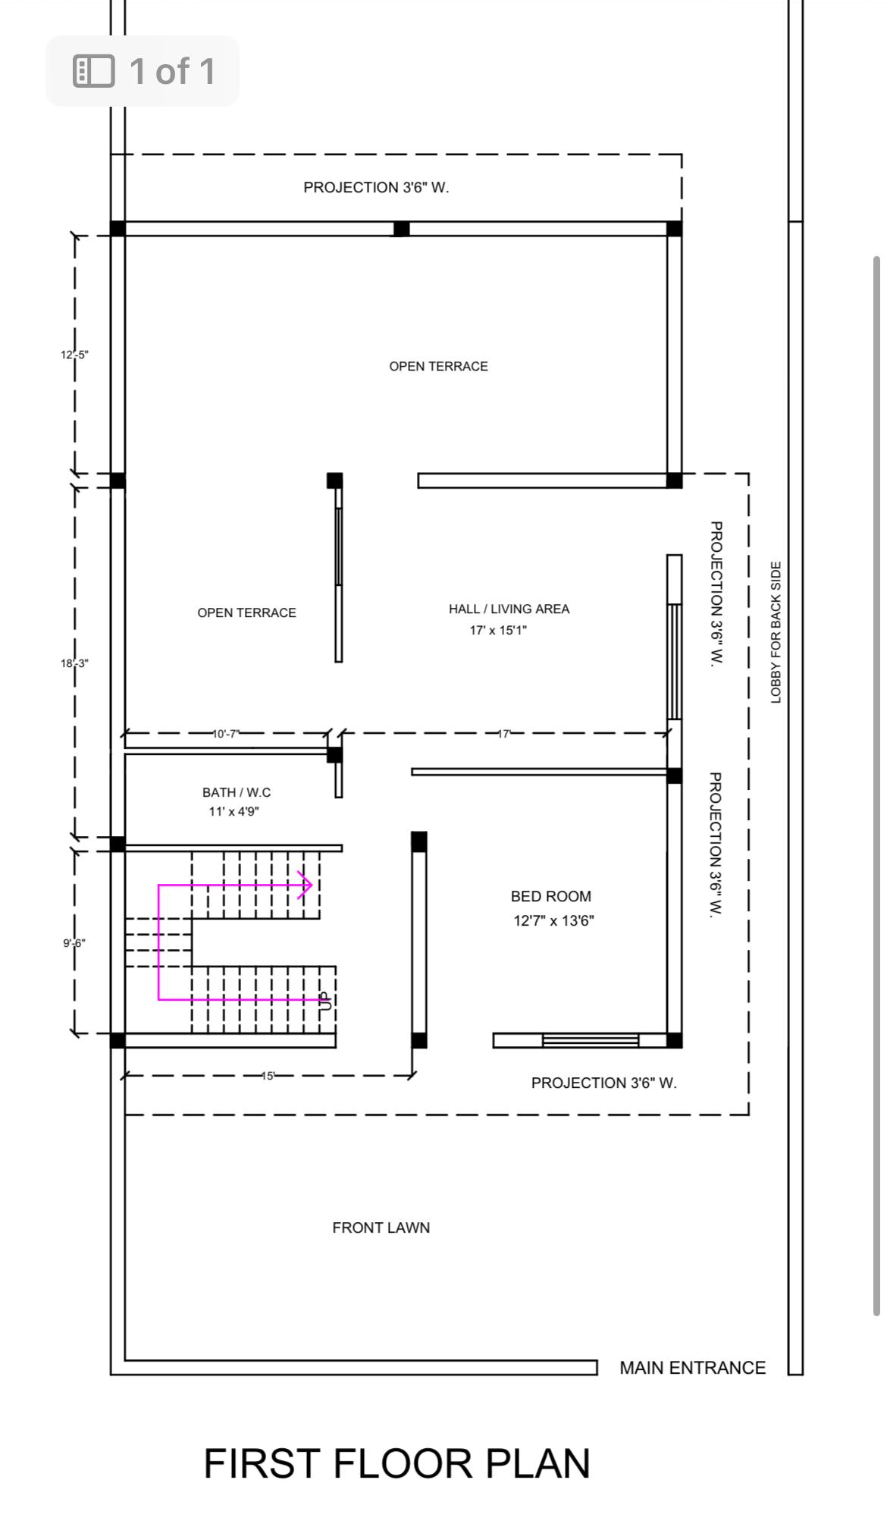 1 of 1
PROJECTION 3'6" W.
12'-5"
OPEN TERRACE
18'-3"
OPEN TERRACE
HALL / LIVING AREA
17' x 15'1"
PROJECTION 3'6" W.
LOBBY FOR BACK SIDE
10'-7"
17'
BATH / W.C
11' x 4'9"
PROJECTION 3'6" W.
BED ROOM
12'7" x 13'6"
9'-6"
UP
15'
PROJECTION 3'6" W.
FRONT LAWN
MAIN ENTRANCE
FIRST FLOOR PLAN